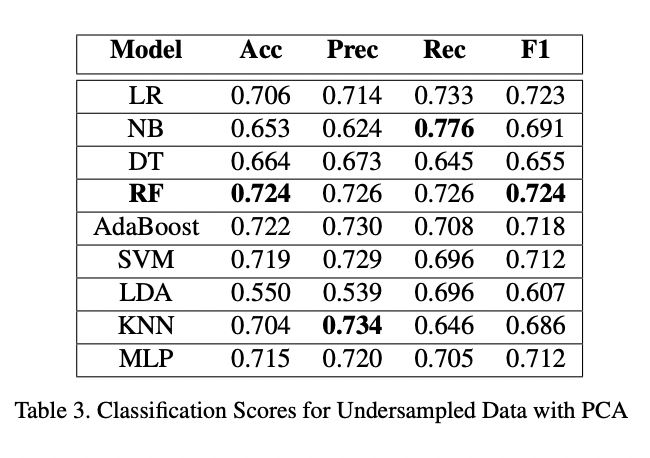 Model Acc Prec Rec F1
LR 0.706 0.714 0.733 0.723
NB 0.653 0.624 0.776 0.691
DT 0.664 0.673 0.645 0.655
RF 0.724 0.726 0.726 0.724
AdaBoost 0.722 0.730 0.708 0.718
SVM 0.719 0.729 0.696 0.712
LDA 0.550 0.539 0.696 0.607
KNN 0.704 0.734 0.646 0.686
MLP 0.715 0.720 0.705 0.712
Table 3. Classification Scores for Undersampled Data with PCA